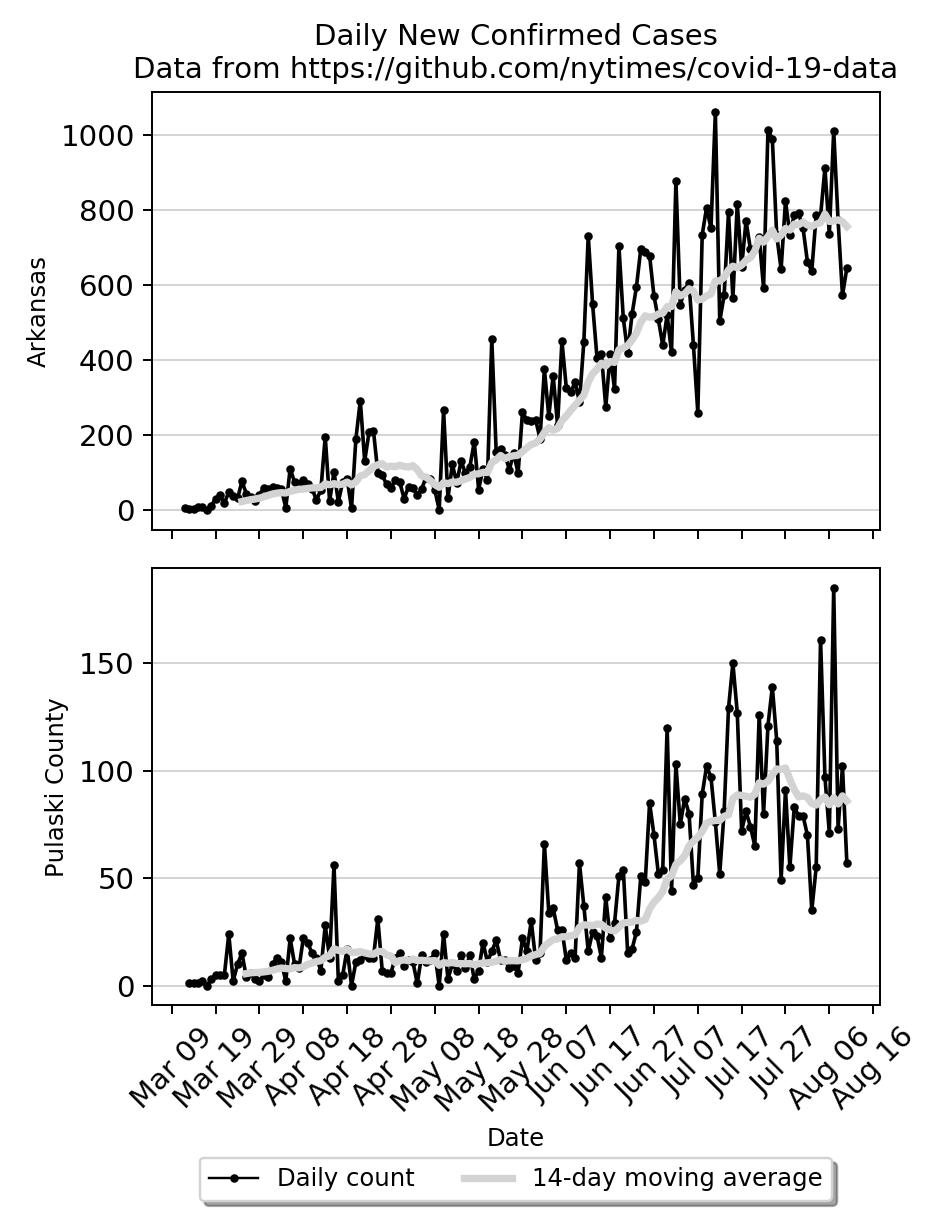 Daily New Confirmed Cases
Data from https://github.com/nytimes/covid-19-data
1000
800
600
400
200
0
Arkansas
150
100
50
0
Pulaski County
Mar 09
Mar 19
Mar 29
Apr 08
Apr 18
Apr 28
May 08
May 18
May 28
Jun 07
Jun 17
Jun 27
Jul 07
Jul 17
Jul 27
Aug 06
Aug 16
Date
Daily count 14-day moving average